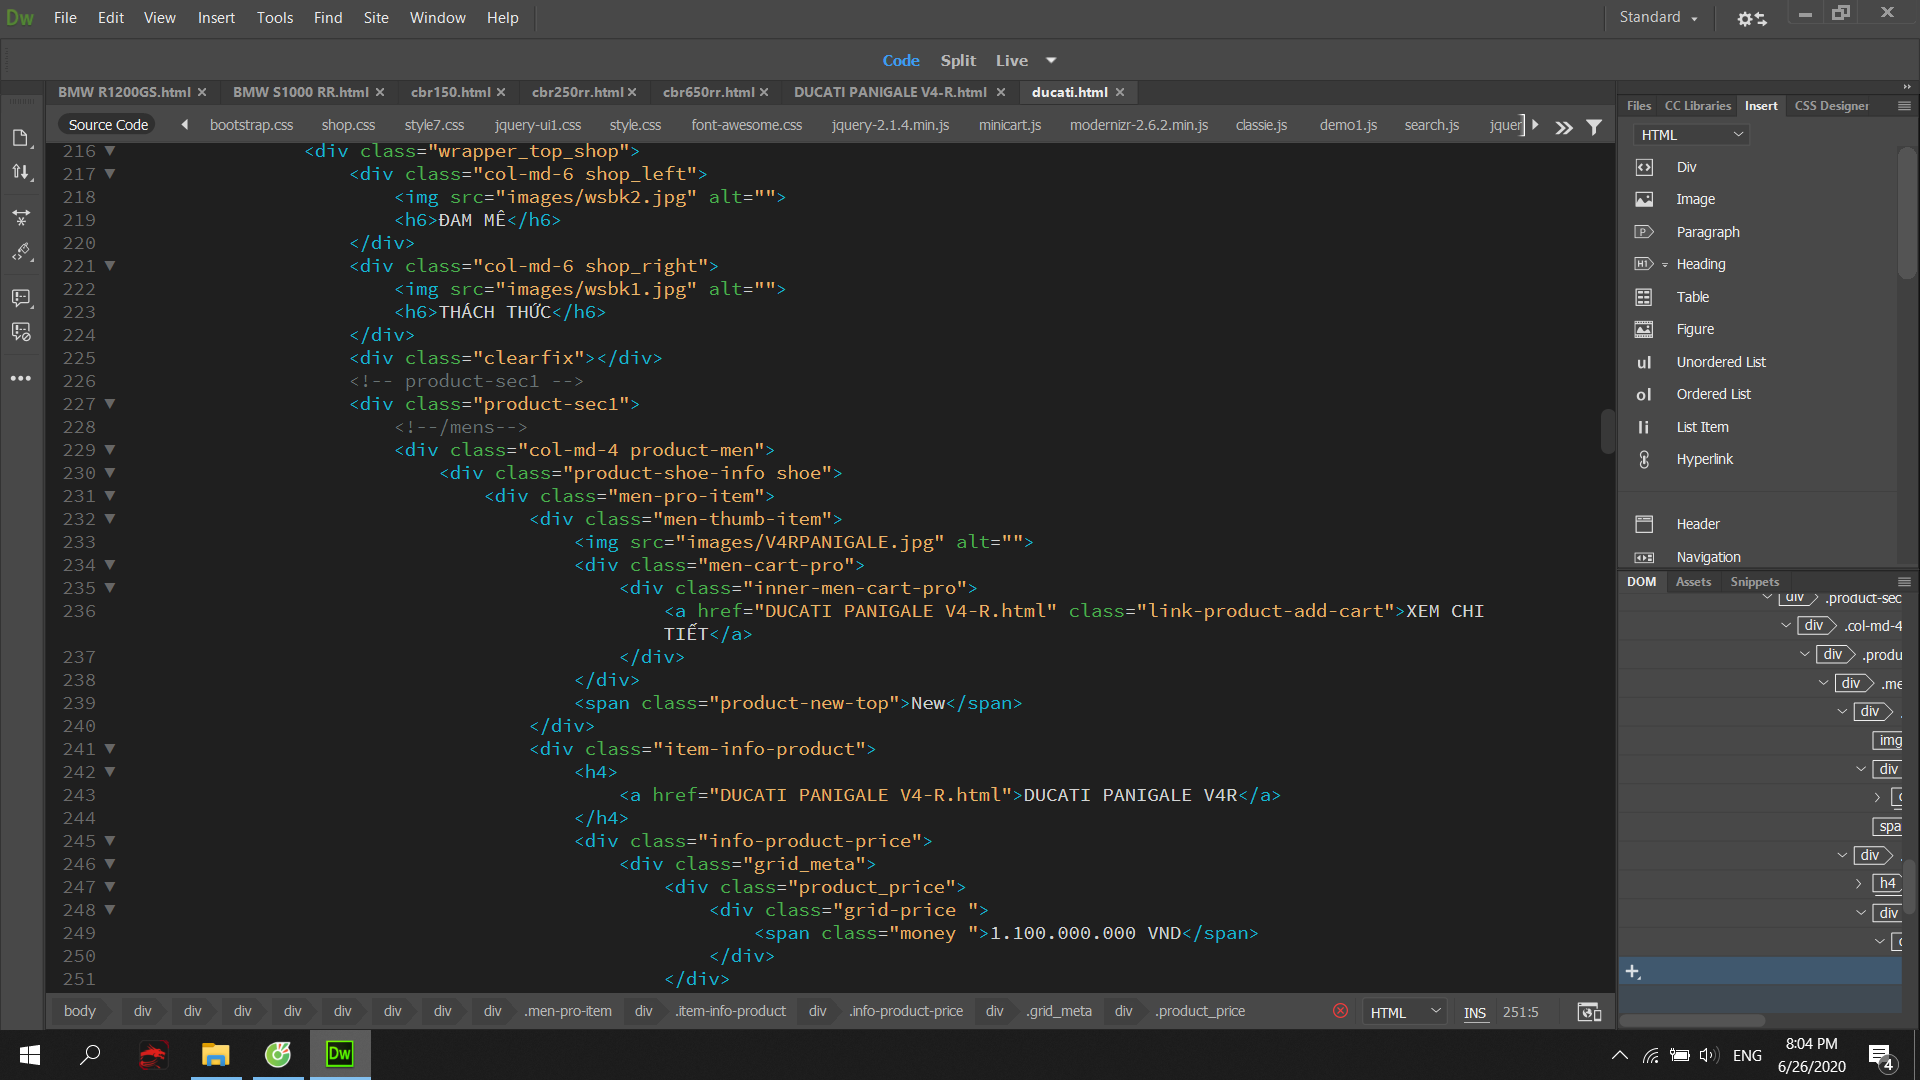 Dw File Edit View Insert Tools Find Site Window Help Standard
Code Split Live
BMW R1200GS.html BMW S1000 RR.html cbr150.html cbr250rr.html cbr650rr.html DUCATI PANIGALE V4-R.html ducati.html
Source Code bootstrap.css shop.css style7.css jquery-ui1.css style.css font-awesome.css jquery-2.1.4.min.js minicart.js modernizr-2.6.2.min.js classie.js demo1.js search.js jquer
216 <div class="wrapper_top_shop">
217 <div class="col-md-6 shop_left">
218 <img src="images/wsbk2.jpg" alt="">
219 <h6>ĐAM MÊ</h6>
220 </div>
221 <div class="col-md-6 shop_right">
222 <img src="images/wsbk1.jpg" alt="">
223 <h6>THÁCH THỨC</h6>
224 </div>
225 <div class="clearfix"></div>
226 <!-- product-sec1 -->
227 <div class="product-sec1">
228 <!--/mens-->
229 <div class="col-md-4 product-men">
230 <div class="product-shoe-info shoe">
231 <div class="men-pro-item">
232 <div class="men-thumb-item">
233 <img src="images/V4RPANIGALE.jpg" alt="">
234 <div class="men-cart-pro">
235 <div class="inner-men-cart-pro">
236 <a href="DUCATI PANIGALE V4-R.html" class="link-product-add-cart">XEM CHI
TIẾT</a>
237 </div>
238 </div>
239 <span class="product-new-top">New</span>
240 </div>
241 <div class="item-info-product">
242 <h4>
243 <a href="DUCATI PANIGALE V4-R.html">DUCATI PANIGALE V4R</a>
244 </h4>
245 <div class="info-product-price">
246 <div class="grid_meta">
247 <div class="product_price">
248 <div class="grid-price ">
249 <span class="money ">1.100.000.000 VND</span>
250 </div>
251 </div>
body div div div div div div div div .men-pro-item div .item-info-product div .info-product-price div .grid_meta div .product_price HTML INS 251:5
Files CC Libraries Insert CSS Designer
HTML
Div
Image
P Paragraph
H1 Heading
Table
Figure
ul Unordered List
ol Ordered List
li List Item
Hyperlink
Header
Navigation
DOM Assets Snippets
div .product-sec
div .col-md-4
div .produ
div .me
div .
img
div
spa
div .
h4
div
+
Dw ENG 8:04 PM
6/26/2020 4